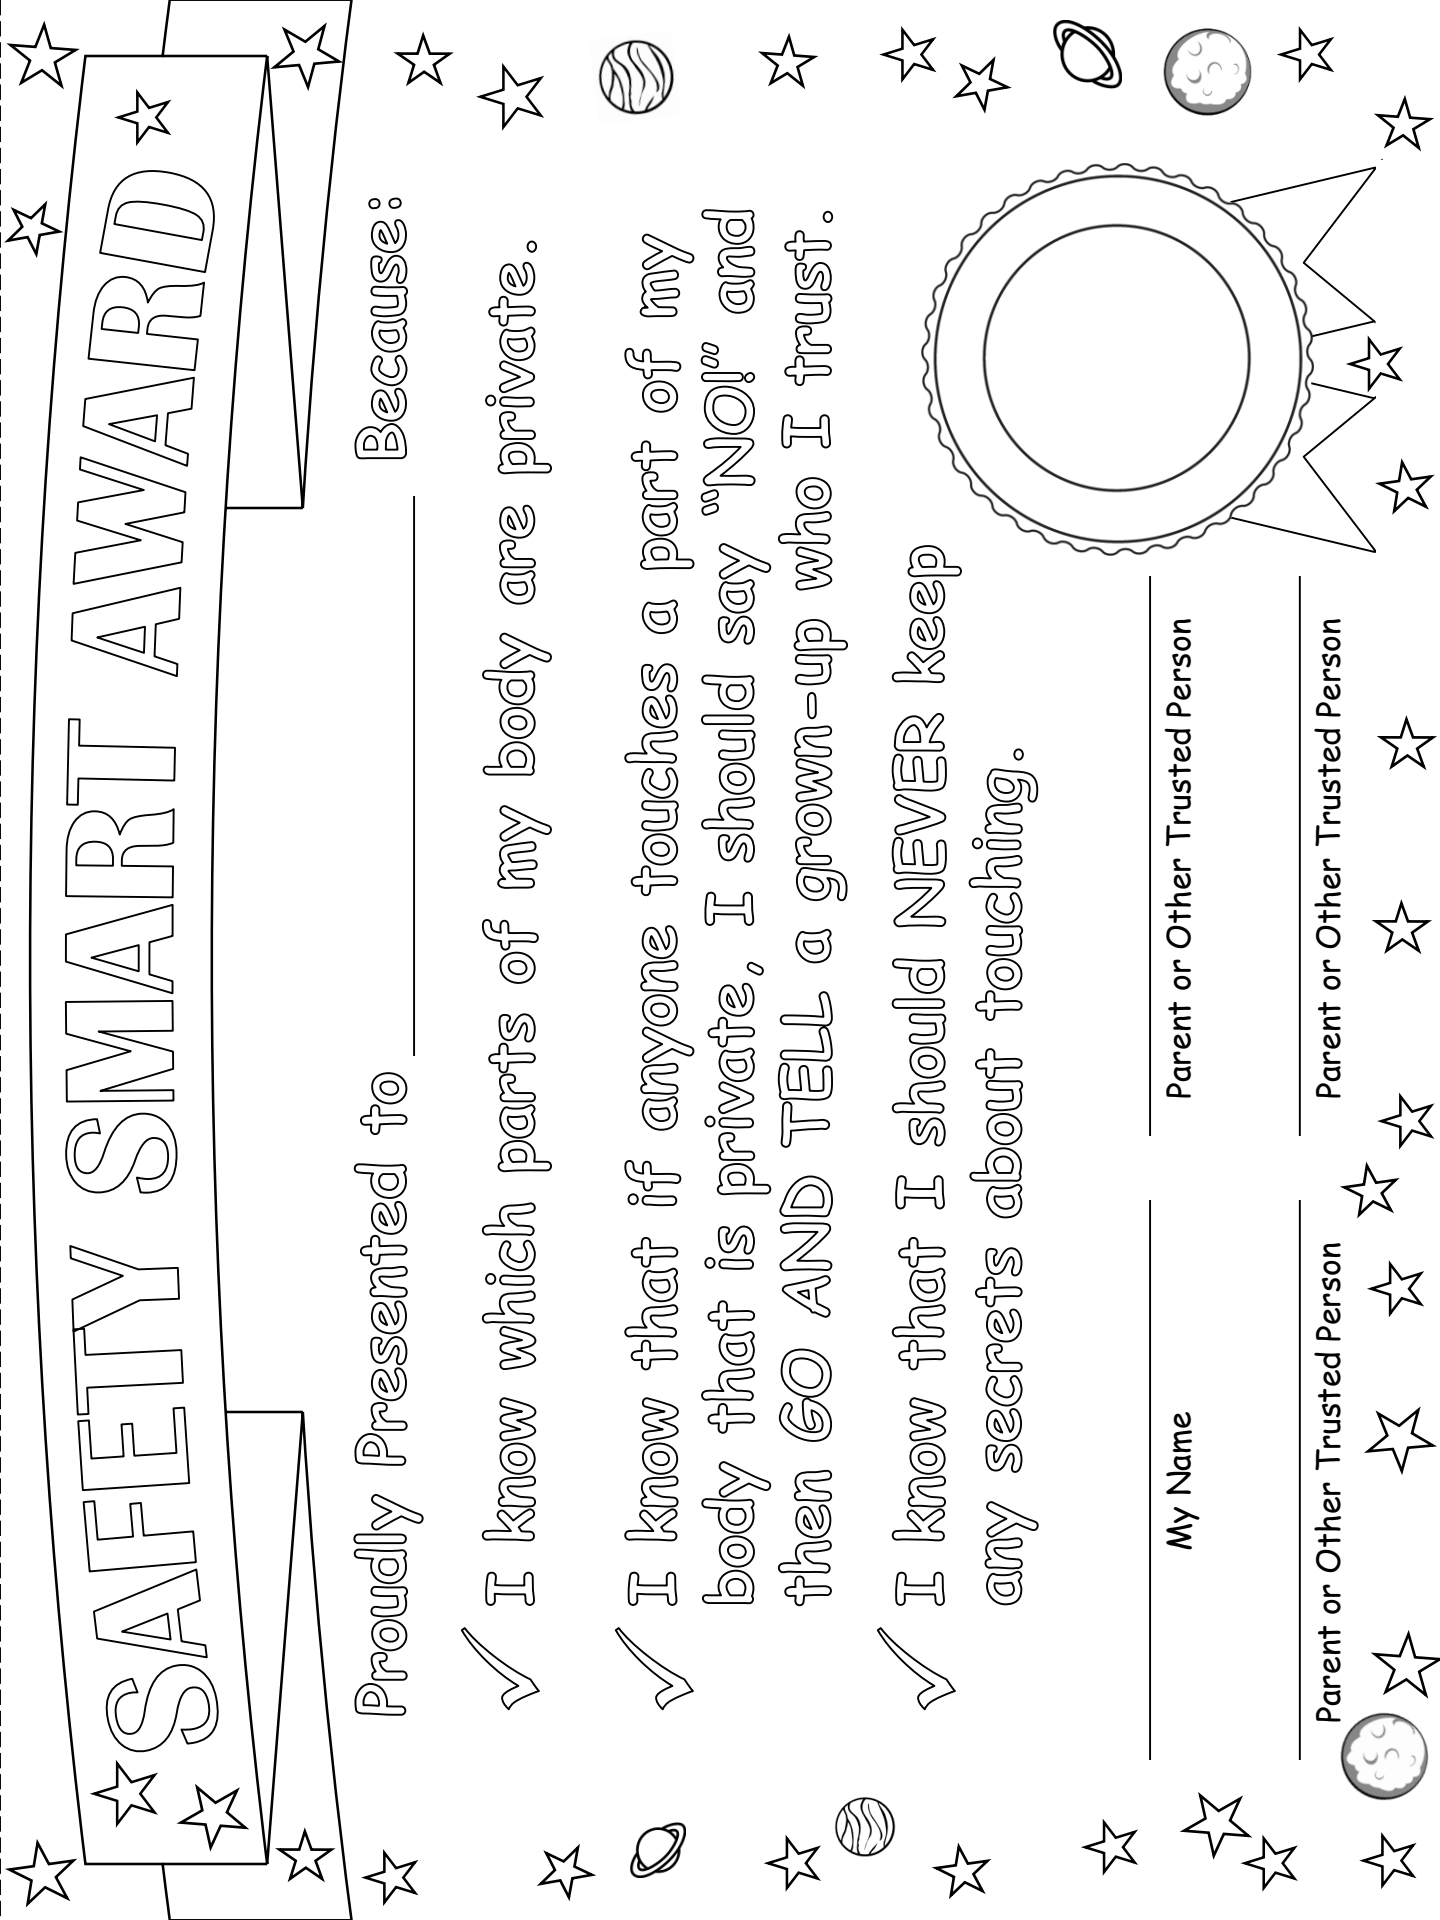 SAFETY SMART AWARD
Proudly Presented to Because:
I know which parts of my body are private.
I know that if anyone touches a part of my
body that is private, I should say “NO!” and
then GO AND TELL a grown-up who I trust.
I know that I should NEVER keep
any secrets about touching.
My Name
Parent or Other Trusted Person
Parent or Other Trusted Person
Parent or Other Trusted Person